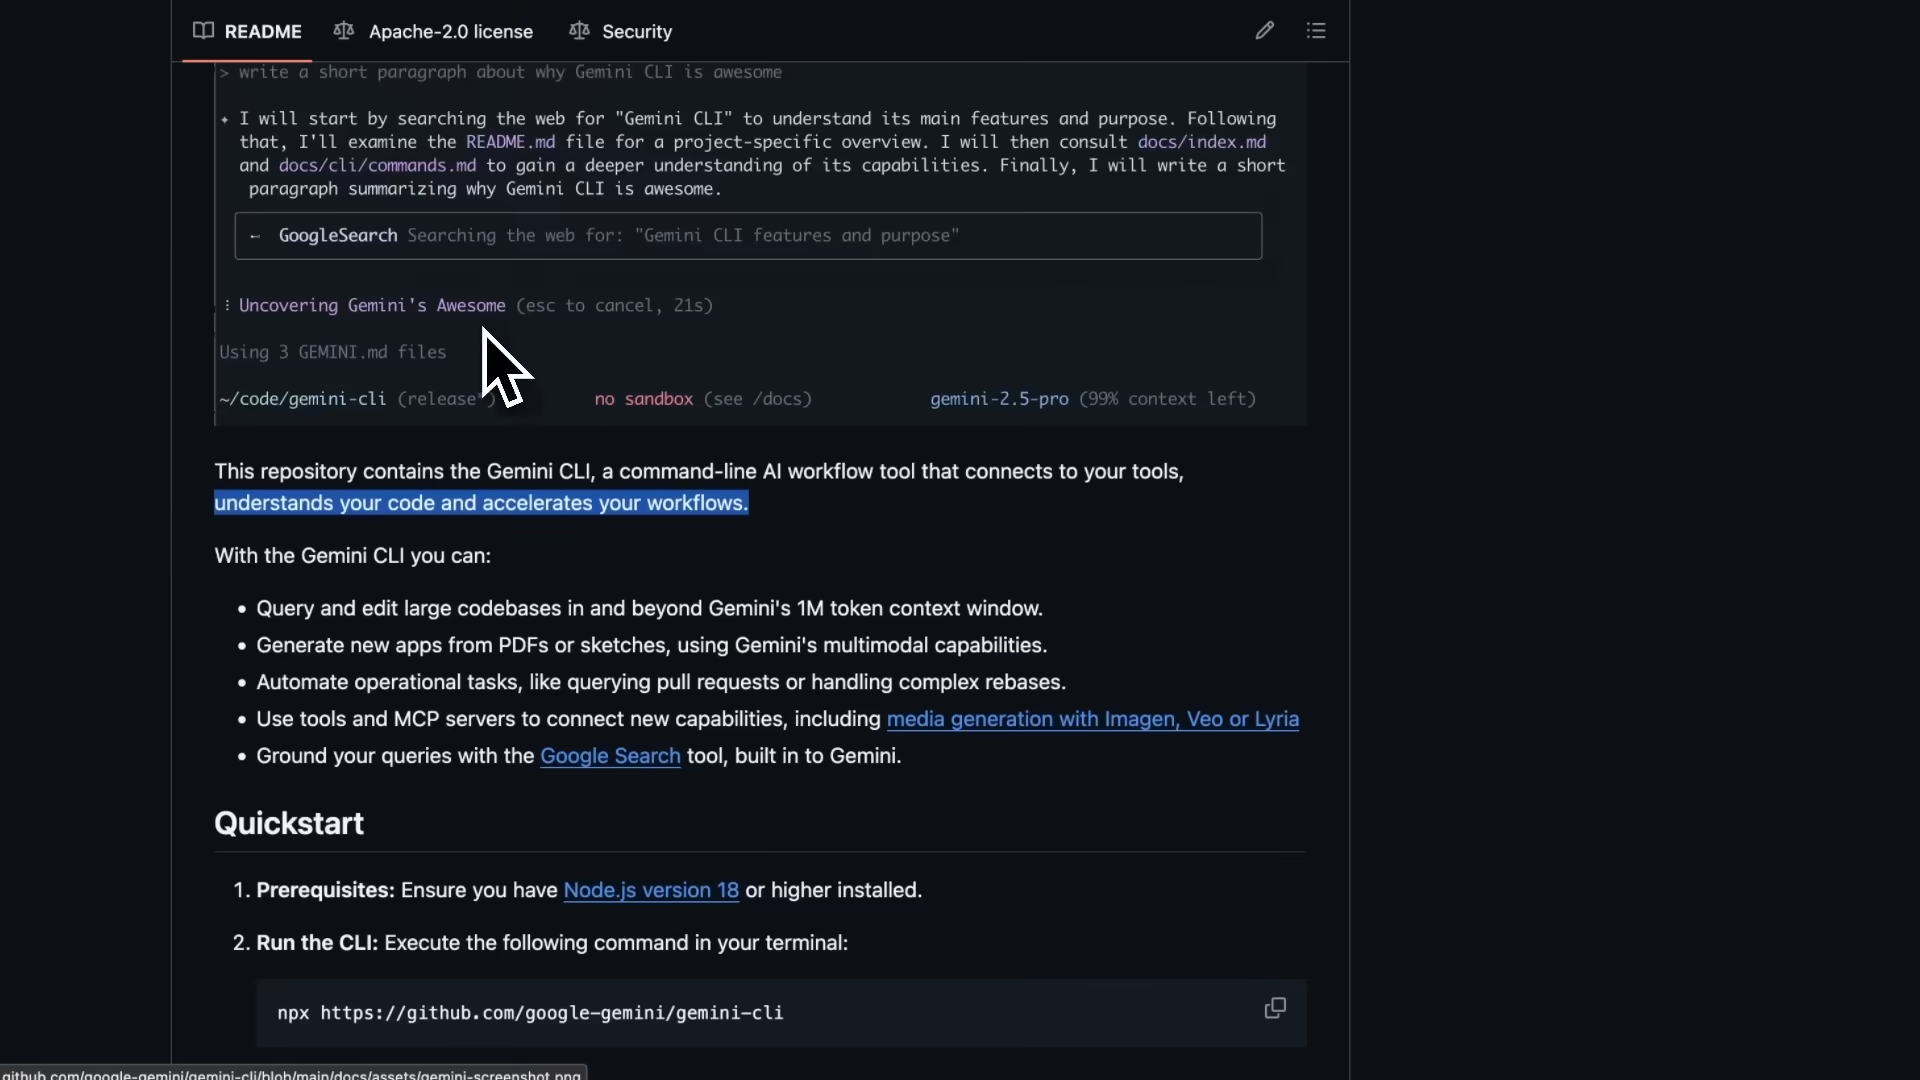 README Apache-2.0 license Security
> write a short paragraph about why Gemini CLI is awesome
✦ I will start by searching the web for "Gemini CLI" to understand its main features and purpose. Following
that, I'll examine the README.md file for a project-specific overview. I will then consult docs/index.md
and docs/cli/commands.md to gain a deeper understanding of its capabilities. Finally, I will write a short
paragraph summarizing why Gemini CLI is awesome.
← GoogleSearch Searching the web for: "Gemini CLI features and purpose"
Uncovering Gemini's Awesome (esc to cancel, 21s)
Using 3 GEMINI.md files
~/code/gemini-cli (release*) no sandbox (see /docs) gemini-2.5-pro (99% context left)
This repository contains the Gemini CLI, a command-line AI workflow tool that connects to your tools,
understands your code and accelerates your workflows.
With the Gemini CLI you can:
• Query and edit large codebases in and beyond Gemini's 1M token context window.
• Generate new apps from PDFs or sketches, using Gemini's multimodal capabilities.
• Automate operational tasks, like querying pull requests or handling complex rebases.
• Use tools and MCP servers to connect new capabilities, including media generation with Imagen, Veo or Lyria
• Ground your queries with the Google Search tool, built in to Gemini.
Quickstart
1. Prerequisites: Ensure you have Node.js version 18 or higher installed.
2. Run the CLI: Execute the following command in your terminal:
npx https://github.com/google-gemini/gemini-cli
github.com/google-gemini/gemini-cli/blob/main/docs/assets/gemini-screenshot.png